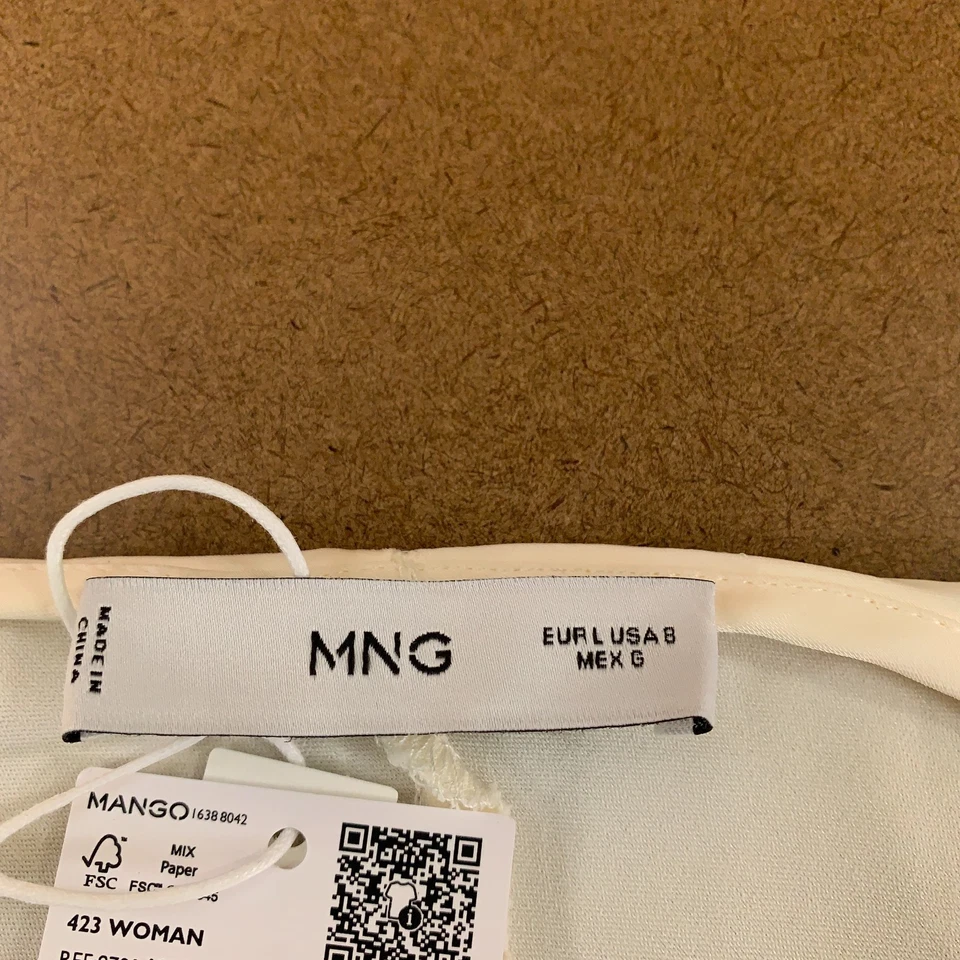 MADE IN
CHINA
MNG
EUR L USA 8
MEX G
MANGO 1638 8042
MIX
Paper
FSC
423 WOMAN